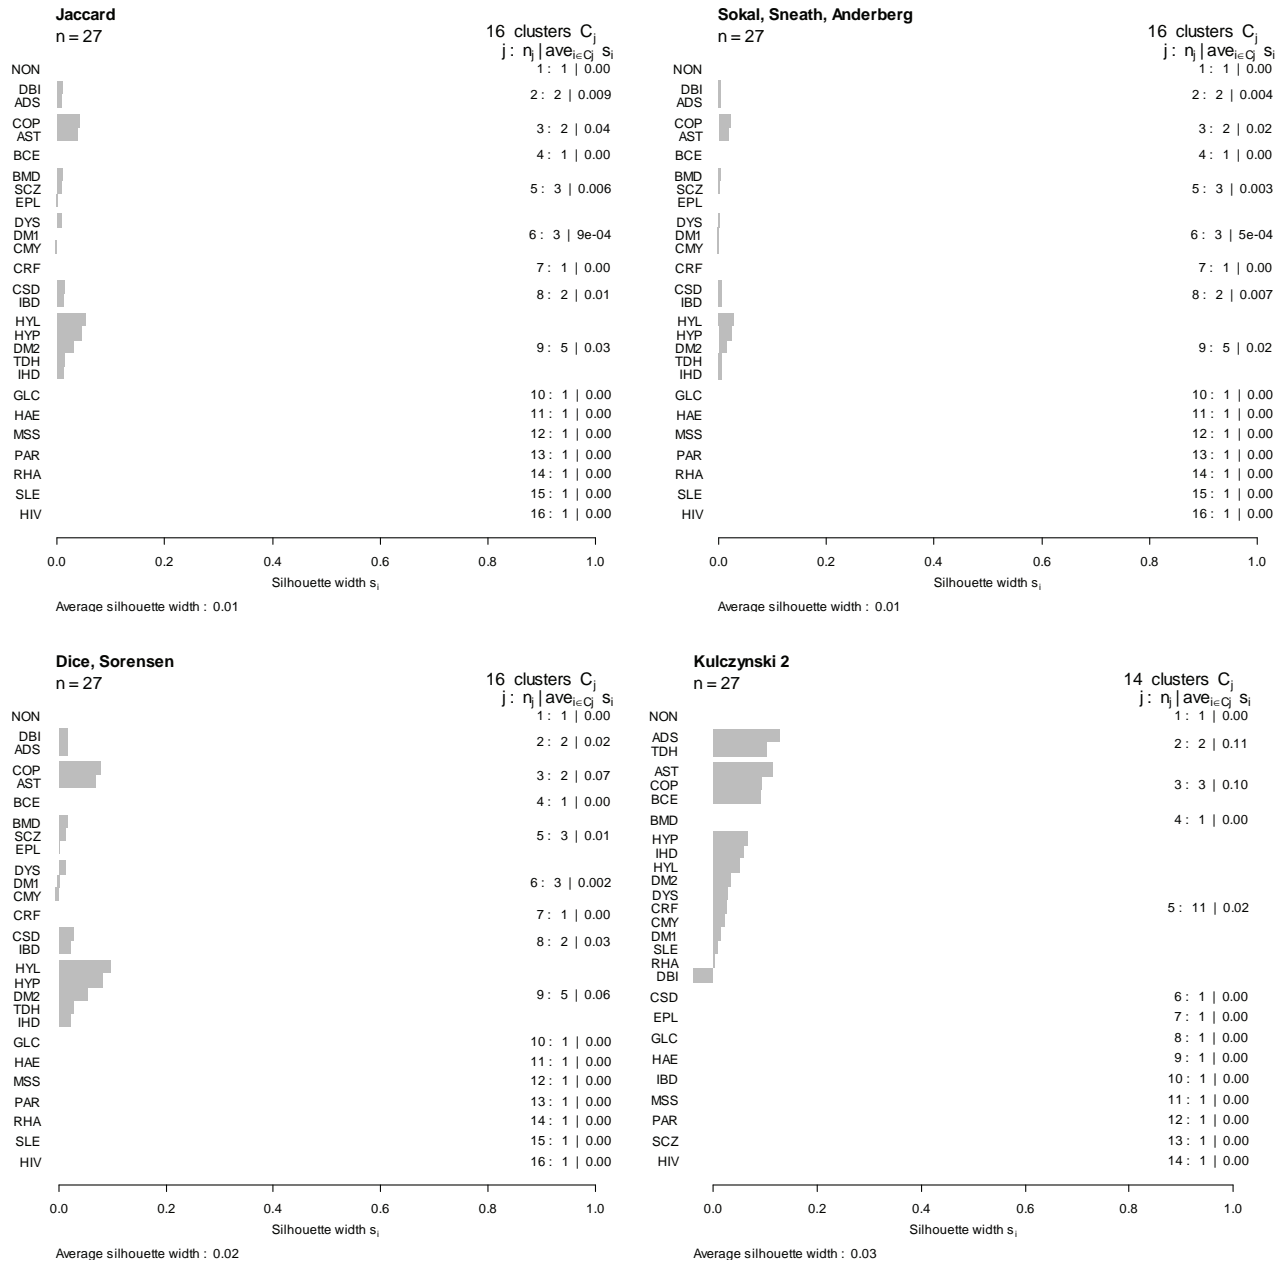 Jaccard
n = 27
16 clusters Cj
j : nj | avei∈Cj si
NON
1 : 1 | 0.00
DBI
ADS
2 : 2 | 0.009
COP
AST
3 : 2 | 0.04
BCE
4 : 1 | 0.00
BMD
SCZ
EPL
5 : 3 | 0.006
DYS
DM1
CMY
6 : 3 | 9e-04
CRF
7 : 1 | 0.00
CSD
IBD
8 : 2 | 0.01
HYL
HYP
DM2
TDH
IHD
9 : 5 | 0.03
GLC
10 : 1 | 0.00
HAE
11 : 1 | 0.00
MSS
12 : 1 | 0.00
PAR
13 : 1 | 0.00
RHA
14 : 1 | 0.00
SLE
15 : 1 | 0.00
HIV
16 : 1 | 0.00
0.0 0.2 0.4 0.6 0.8 1.0
Silhouette width si
Average silhouette width : 0.01
Sokal, Sneath, Anderberg
n = 27
16 clusters Cj
j : nj | avei∈Cj si
NON
1 : 1 | 0.00
DBI
ADS
2 : 2 | 0.004
COP
AST
3 : 2 | 0.02
BCE
4 : 1 | 0.00
BMD
SCZ
EPL
5 : 3 | 0.003
DYS
DM1
CMY
6 : 3 | 5e-04
CRF
7 : 1 | 0.00
CSD
IBD
8 : 2 | 0.007
HYL
HYP
DM2
TDH
IHD
9 : 5 | 0.02
GLC
10 : 1 | 0.00
HAE
11 : 1 | 0.00
MSS
12 : 1 | 0.00
PAR
13 : 1 | 0.00
RHA
14 : 1 | 0.00
SLE
15 : 1 | 0.00
HIV
16 : 1 | 0.00
0.0 0.2 0.4 0.6 0.8 1.0
Silhouette width si
Average silhouette width : 0.01
Dice, Sorensen
n = 27
16 clusters Cj
j : nj | avei∈Cj si
NON
1 : 1 | 0.00
DBI
ADS
2 : 2 | 0.02
COP
AST
3 : 2 | 0.07
BCE
4 : 1 | 0.00
BMD
SCZ
EPL
5 : 3 | 0.01
DYS
DM1
CMY
6 : 3 | 0.002
CRF
7 : 1 | 0.00
CSD
IBD
8 : 2 | 0.03
HYL
HYP
DM2
TDH
IHD
9 : 5 | 0.06
GLC
10 : 1 | 0.00
HAE
11 : 1 | 0.00
MSS
12 : 1 | 0.00
PAR
13 : 1 | 0.00
RHA
14 : 1 | 0.00
SLE
15 : 1 | 0.00
HIV
16 : 1 | 0.00
0.0 0.2 0.4 0.6 0.8 1.0
Silhouette width si
Average silhouette width : 0.02
Kulczynski 2
n = 27
14 clusters Cj
j : nj | avei∈Cj si
NON
1 : 1 | 0.00
ADS
TDH
2 : 2 | 0.11
AST
COP
BCE
3 : 3 | 0.10
BMD
4 : 1 | 0.00
HYP
IHD
HYL
DM2
DYS
CRF
CMY
DM1
SLE
RHA
DBI
5 : 11 | 0.02
CSD
6 : 1 | 0.00
EPL
7 : 1 | 0.00
GLC
8 : 1 | 0.00
HAE
9 : 1 | 0.00
IBD
10 : 1 | 0.00
MSS
11 : 1 | 0.00
PAR
12 : 1 | 0.00
SCZ
13 : 1 | 0.00
HIV
14 : 1 | 0.00
0.0 0.2 0.4 0.6 0.8 1.0
Silhouette width si
Average silhouette width : 0.03